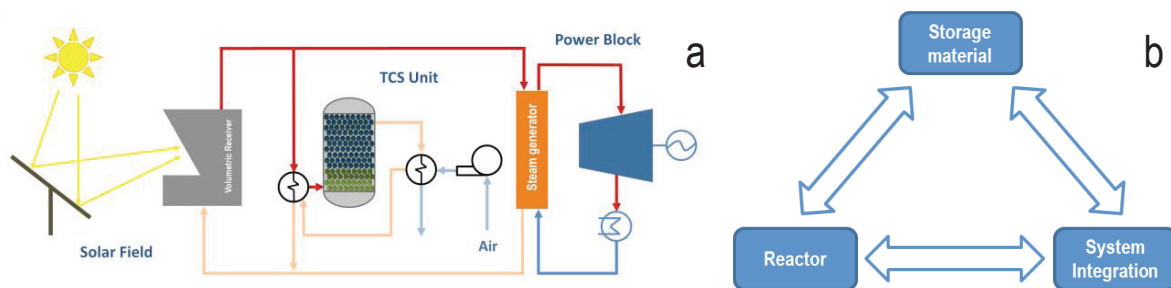 Power Block
a
TCS Unit
Volumetric Receiver
Steam generator
Air
Solar Field
Storage
material
b
Reactor
System
Integration